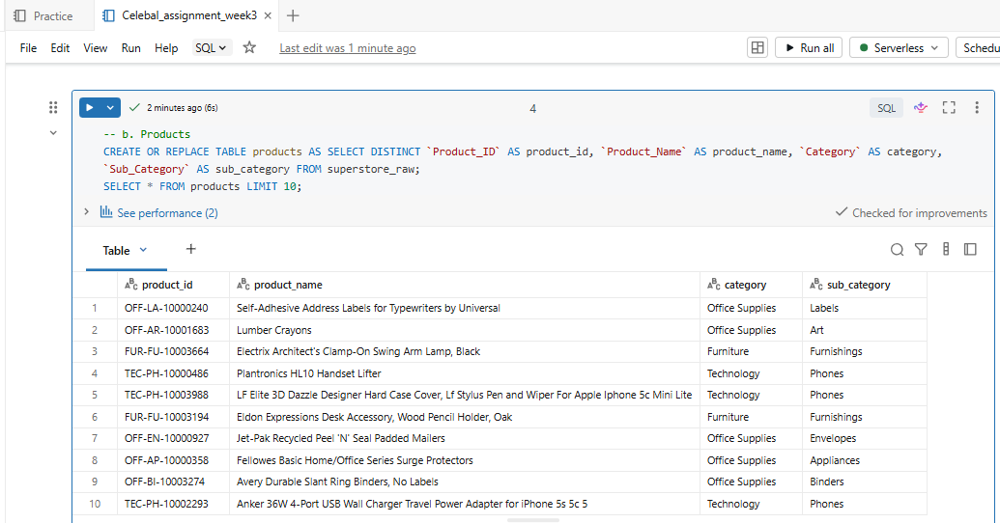 Practice
Celebal_assignment_week3
File Edit View Run Help SQL Last edit was 1 minute ago Run all Serverless Schedu
2 minutes ago (6s) 4 SQL
-- b. Products
CREATE OR REPLACE TABLE products AS SELECT DISTINCT `Product_ID` AS product_id, `Product_Name` AS product_name, `Category` AS category,
`Sub_Category` AS sub_category FROM superstore_raw;
SELECT * FROM products LIMIT 10;
See performance (2) Checked for improvements
Table
product_id product_name category sub_category
1 OFF-LA-10000240 Self-Adhesive Address Labels for Typewriters by Universal Office Supplies Labels
2 OFF-AR-10001683 Lumber Crayons Office Supplies Art
3 FUR-FU-10003664 Electrix Architect's Clamp-On Swing Arm Lamp, Black Furniture Furnishings
4 TEC-PH-10000486 Plantronics HL10 Handset Lifter Technology Phones
5 TEC-PH-10003988 LF Elite 3D Dazzle Designer Hard Case Cover, Lf Stylus Pen and Wiper For Apple Iphone 5c Mini Lite Technology Phones
6 FUR-FU-10003194 Eldon Expressions Desk Accessory, Wood Pencil Holder, Oak Furniture Furnishings
7 OFF-EN-10000927 Jet-Pak Recycled Peel 'N' Seal Padded Mailers Office Supplies Envelopes
8 OFF-AP-10000358 Fellowes Basic Home/Office Series Surge Protectors Office Supplies Appliances
9 OFF-BI-10003274 Avery Durable Slant Ring Binders, No Labels Office Supplies Binders
10 TEC-PH-10002293 Anker 36W 4-Port USB Wall Charger Travel Power Adapter for iPhone 5s 5c 5 Technology Phones